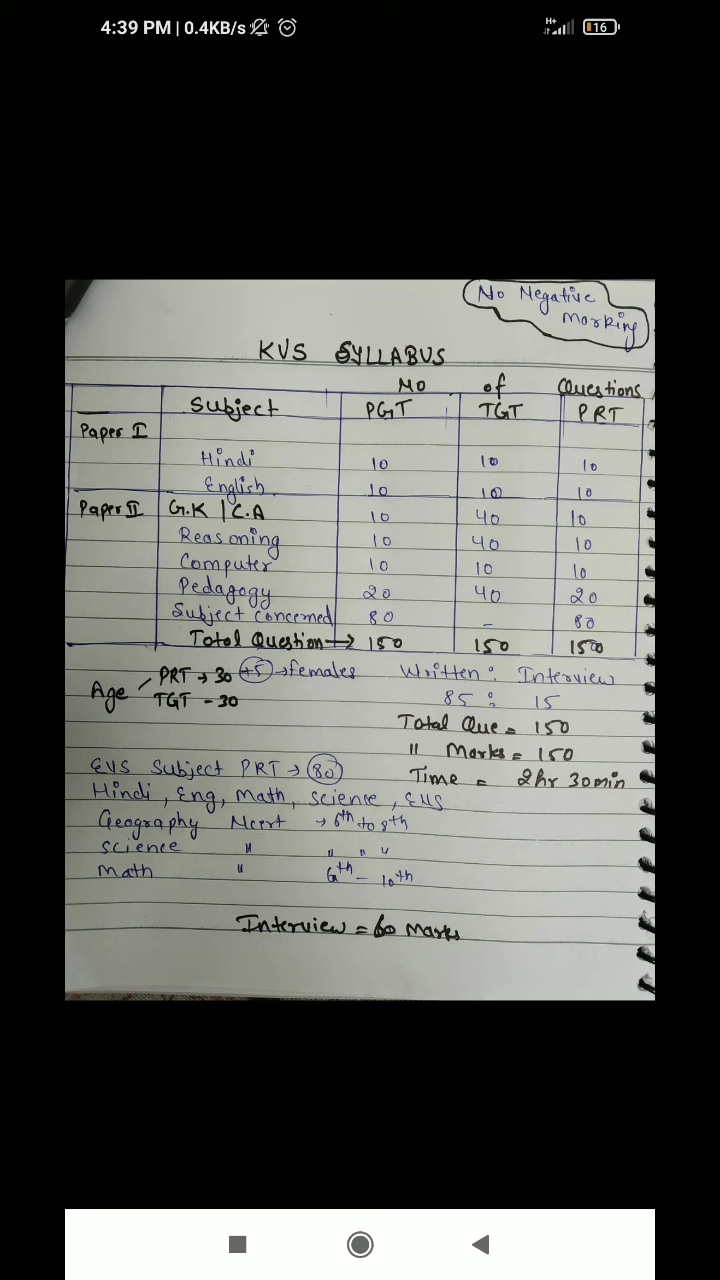 4:39 PM | 0.4KB/s
H+
16
No Negative
Marking
KVS SYLLABUS
No of Questions
Subject PGT TGT PRT
Paper I
Hindi 10 10 10
English 10 10 10
Paper II G.K | C.A 10 40 10
Reasoning 10 40 10
Computer 10 10 10
Pedagogy 20 40 20
Subject Concerned 80 - 80
Total Question → 150 150 150
Age PRT → 30 +5 → females
TGT - 30
Written : Interview
85 : 15
Total Que = 150
" Marks = 150
Time = 2hr 30min
EVS Subject PRT → 80
Hindi, Eng, Math, Science, EVS
Geography Ncert → 6th to 8th
Science " " " "
Math " 6th - 10th
Interview = 60 Marks